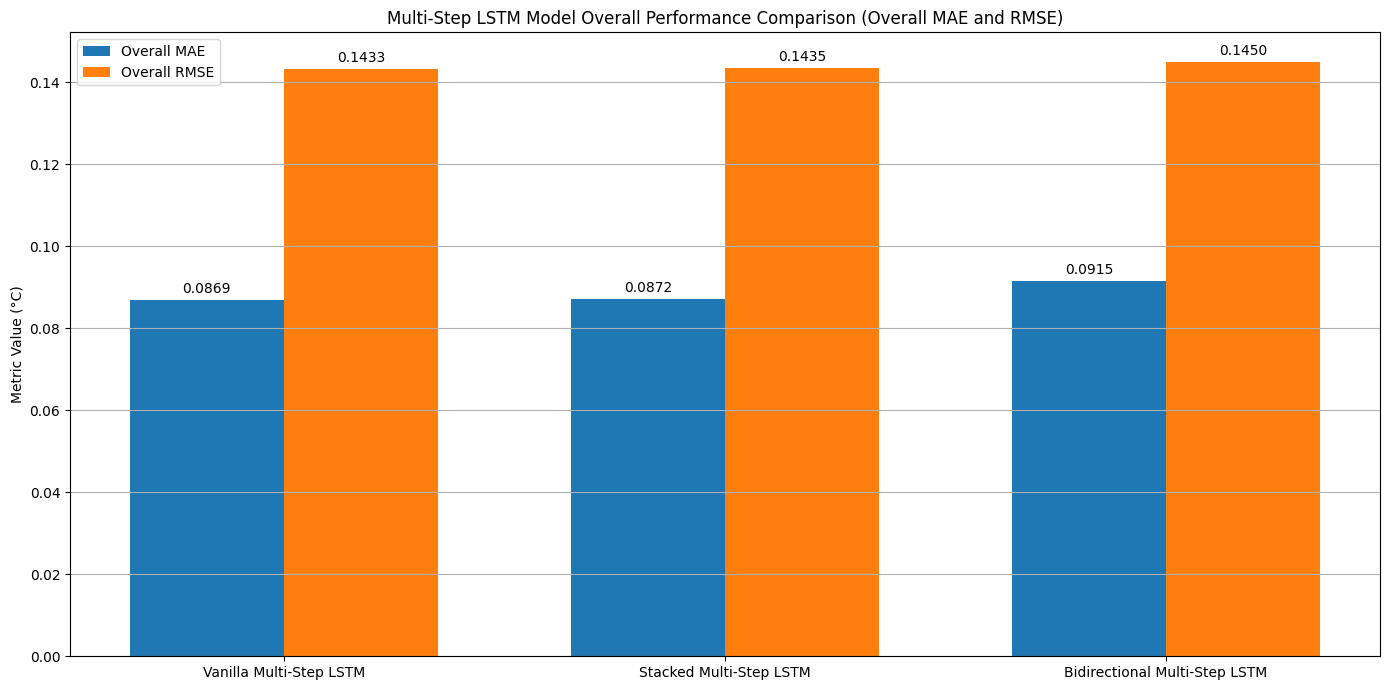 Multi-Step LSTM Model Overall Performance Comparison (Overall MAE and RMSE)
Overall MAE
Overall RMSE
0.1433
0.1435
0.1450
0.0869
0.0872
0.0915
Metric Value (°C)
0.14
0.12
0.10
0.08
0.06
0.04
0.02
0.00
Vanilla Multi-Step LSTM
Stacked Multi-Step LSTM
Bidirectional Multi-Step LSTM